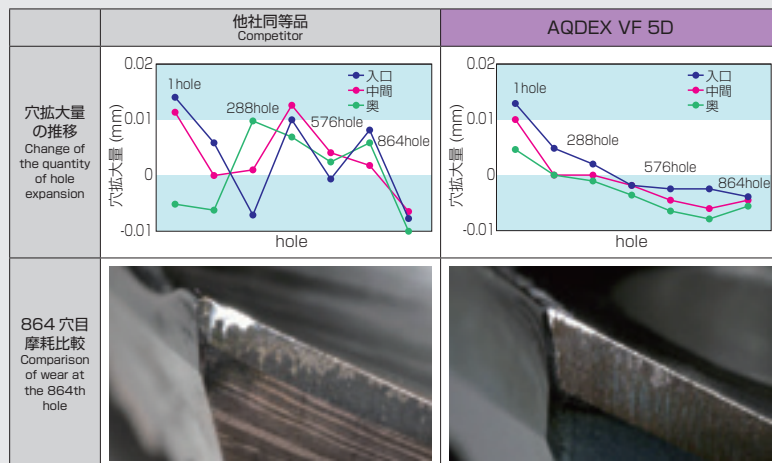 他社同等品
Competitor
AQDEX VF 5D
穴拡大量
の推移
Change of
the quantity
of hole
expansion
穴拡大量 (mm)
0.02
0.01
0
-0.01
1hole
288hole
576hole
864hole
入口
中間
奥
hole
穴拡大量 (mm)
0.02
0.01
0
-0.01
1hole
288hole
576hole
864hole
入口
中間
奥
hole
864 穴目
摩耗比較
Comparison
of wear at
the 864th
hole